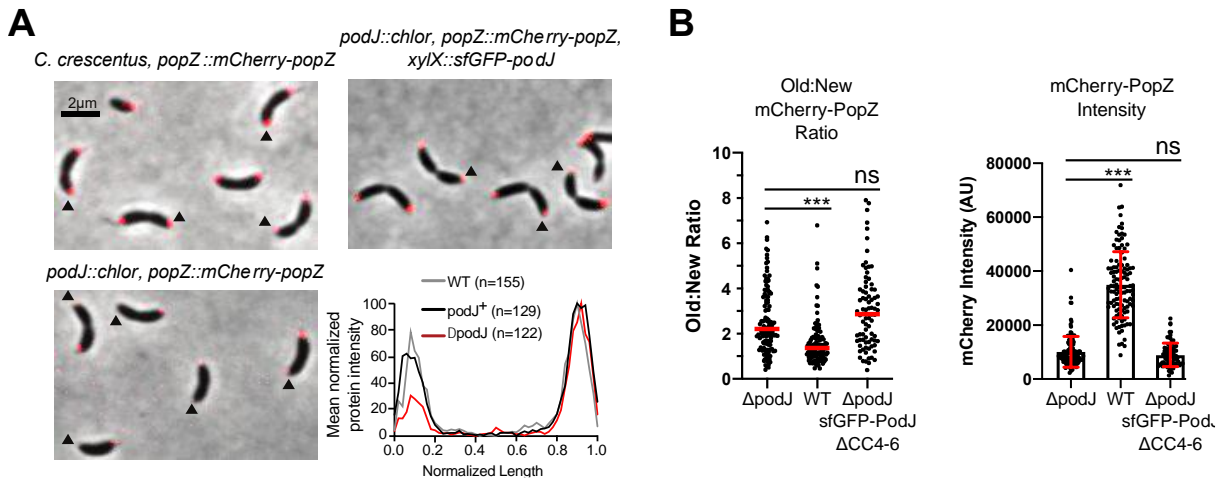 A
C. crescentus, popZ::mCherry-popZ
2μm
podJ::chlor, popZ::mCherry-popZ,
xylX::sfGFP-podJ
podJ::chlor, popZ::mCherry-popZ
WT (n=155)
podJ+ (n=129)
DpodJ (n=122)
Mean normalized
protein intensity
100
80
60
40
20
0
0.0 0.2 0.4 0.6 0.8 1.0
Normalized Length
B
Old:New
mCherry-PopZ
Ratio
Old:New Ratio
10
8
6
4
2
0
ns
***
ΔpodJ WT ΔpodJ
sfGFP-PodJ
ΔCC4-6
mCherry-PopZ
Intensity
mCherry Intensity (AU)
80000
60000
40000
20000
0
ns
***
ΔpodJ WT ΔpodJ
sfGFP-PodJ
ΔCC4-6